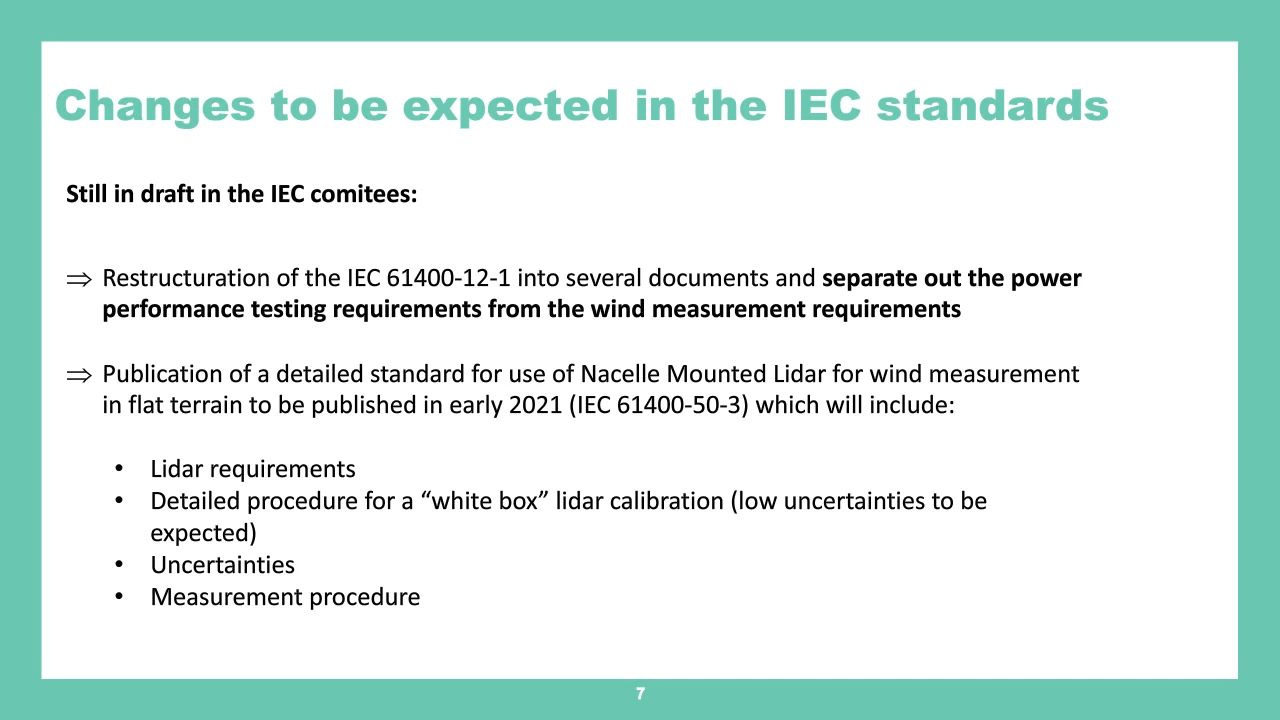 Changes to be expected in the IEC standards
Still in draft in the IEC comitees:
⇒ Restructuration of the IEC 61400-12-1 into several documents and separate out the power
performance testing requirements from the wind measurement requirements
⇒ Publication of a detailed standard for use of Nacelle Mounted Lidar for wind measurement
in flat terrain to be published in early 2021 (IEC 61400-50-3) which will include:
• Lidar requirements
• Detailed procedure for a “white box” lidar calibration (low uncertainties to be
expected)
• Uncertainties
• Measurement procedure
7